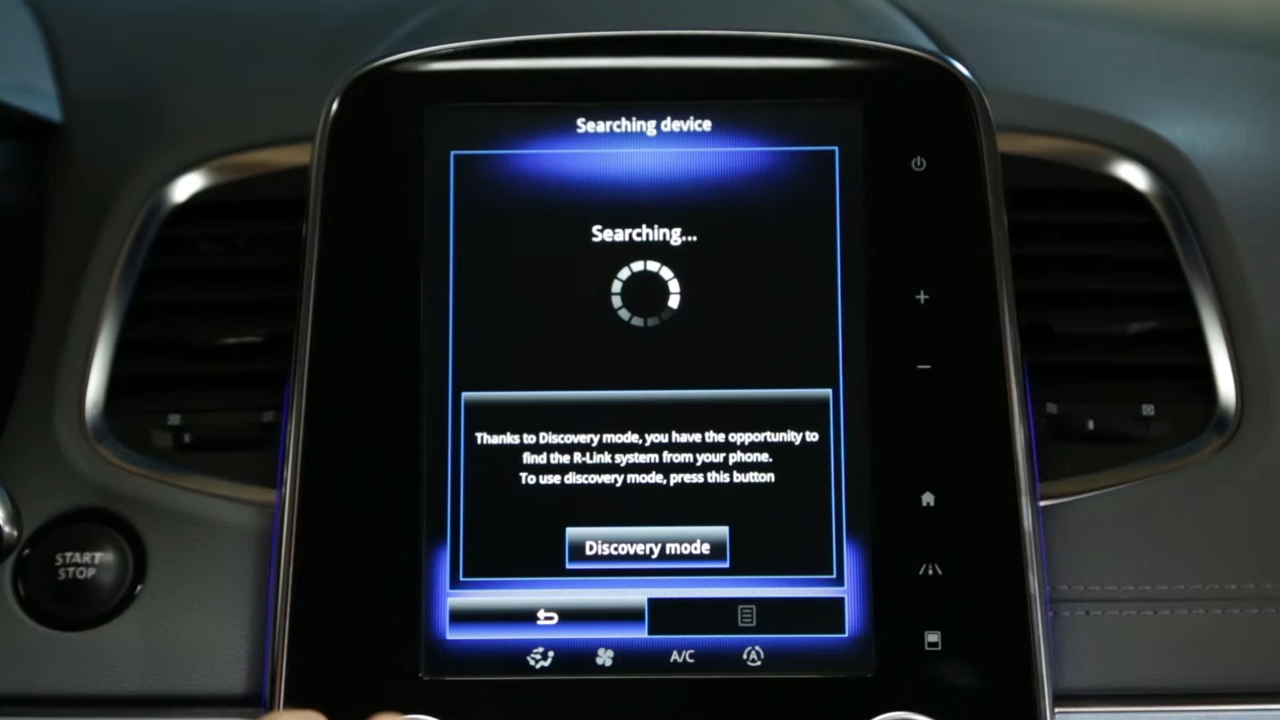 Searching device
Searching...
Thanks to Discovery mode, you have the opportunity to
find the R-Link system from your phone.
To use discovery mode, press this button
Discovery mode
START
STOP
A/C
A